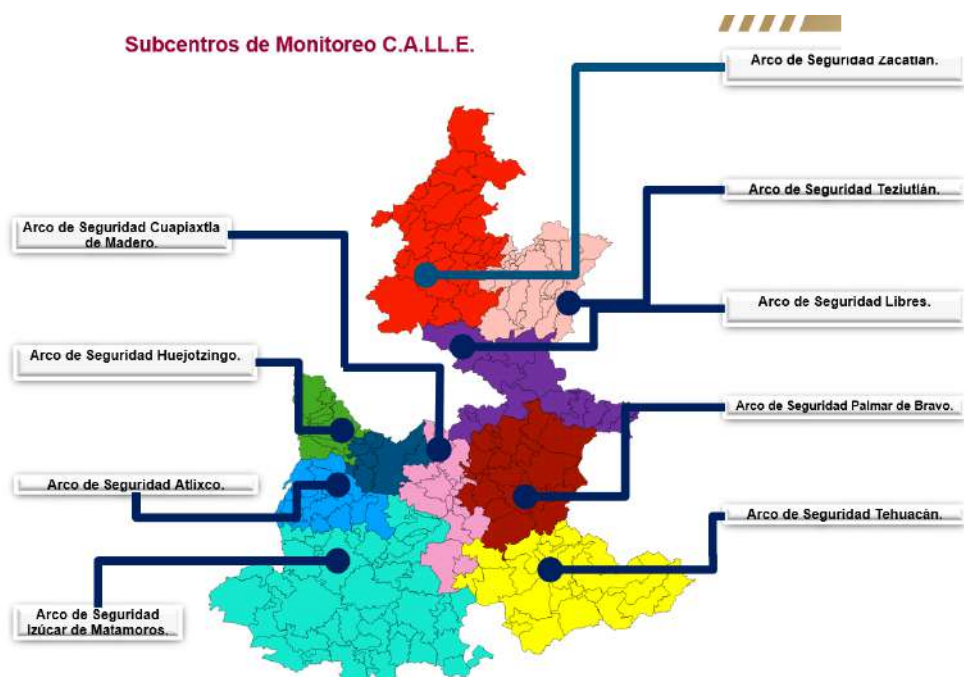 Subcentros de Monitoreo C.A.LL.E.
Arco de Seguridad Zacatlán.
Arco de Seguridad Teziutlán.
Arco de Seguridad Cuapiaxtla
de Madero.
Arco de Seguridad Libres.
Arco de Seguridad Huejotzingo.
Arco de Seguridad Palmar de Bravo.
Arco de Seguridad Atlixco.
Arco de Seguridad Tehuacán.
Arco de Seguridad
Izúcar de Matamoros.